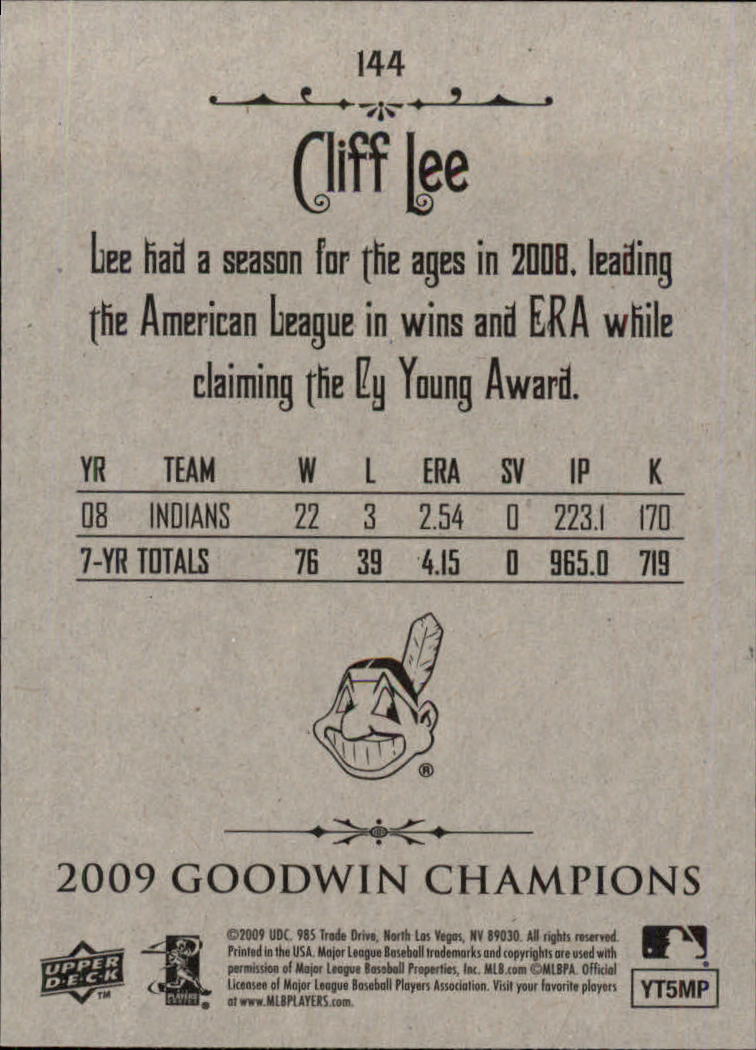 144
Cliff Lee
Lee had a season for the ages in 2008, leading
the American League in wins and ERA while
claiming the Cy Young Award.
YR TEAM W L ERA SV IP K
08 INDIANS 22 3 2.54 0 223.1 170
7-YR TOTALS 76 39 4.15 0 965.0 719
®
2009 GOODWIN CHAMPIONS
©2009 UDC. 985 Trade Drive, North Las Vegas, NV 89030. All rights reserved.
Printed in the USA. Major League Baseball trademarks and copyrights are used with
permission of Major League Baseball Properties, Inc. MLB.com ©MLBPA. Official
Licensee of Major League Baseball Players Association. Visit your favorite players
at www.MLBPLAYERS.com.
UPPER
D·E·C·K
TM
PLAYERS
®
YT5MP